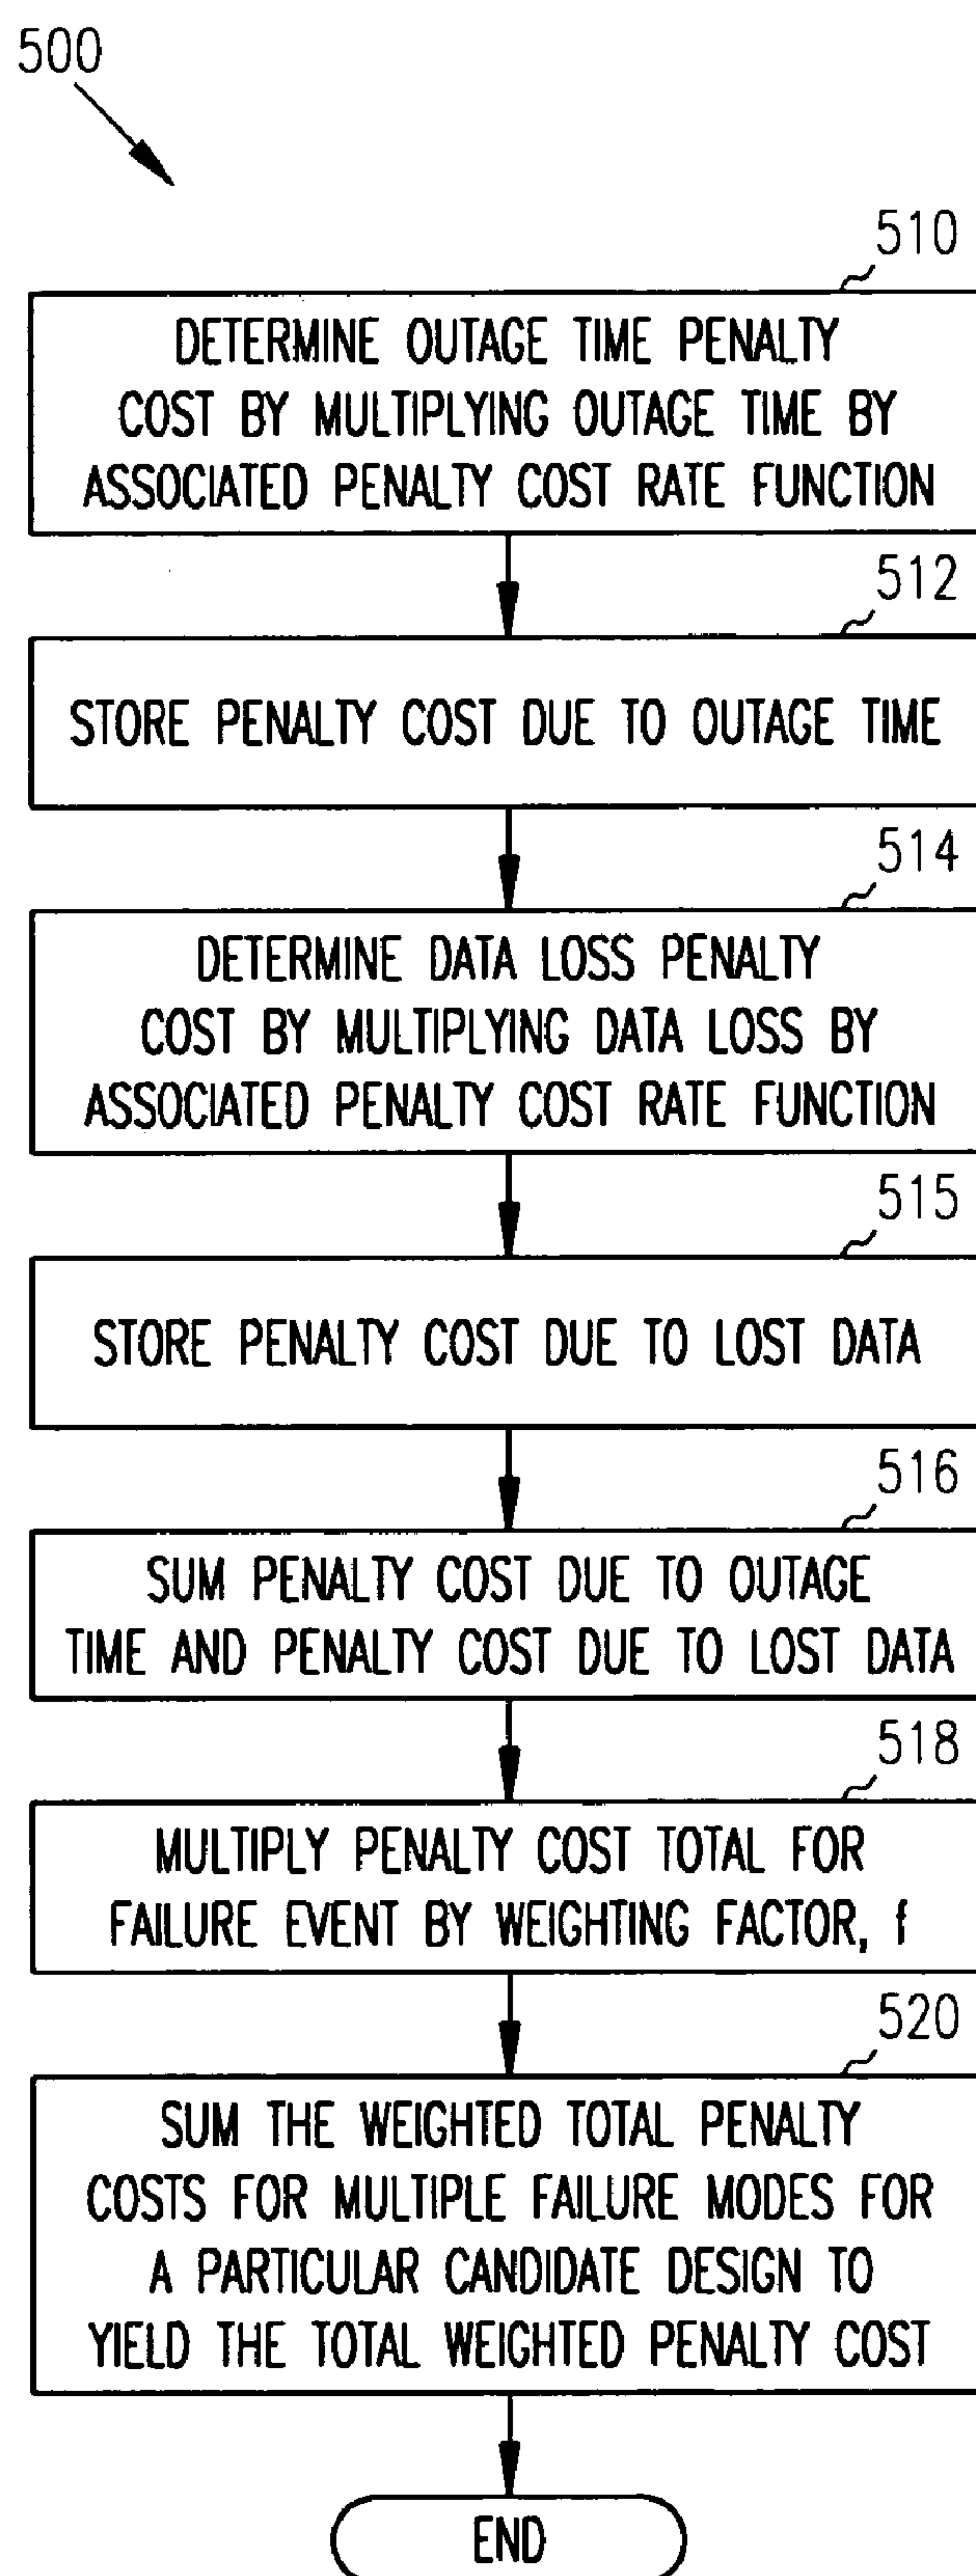 500
510
DETERMINE OUTAGE TIME PENALTY
COST BY MULTIPLYING OUTAGE TIME BY
ASSOCIATED PENALTY COST RATE FUNCTION
512
STORE PENALTY COST DUE TO OUTAGE TIME
514
DETERMINE DATA LOSS PENALTY
COST BY MULTIPLYING DATA LOSS BY
ASSOCIATED PENALTY COST RATE FUNCTION
515
STORE PENALTY COST DUE TO LOST DATA
516
SUM PENALTY COST DUE TO OUTAGE
TIME AND PENALTY COST DUE TO LOST DATA
518
MULTIPLY PENALTY COST TOTAL FOR
FAILURE EVENT BY WEIGHTING FACTOR, f
520
SUM THE WEIGHTED TOTAL PENALTY
COSTS FOR MULTIPLE FAILURE MODES FOR
A PARTICULAR CANDIDATE DESIGN TO
YIELD THE TOTAL WEIGHTED PENALTY COST
END